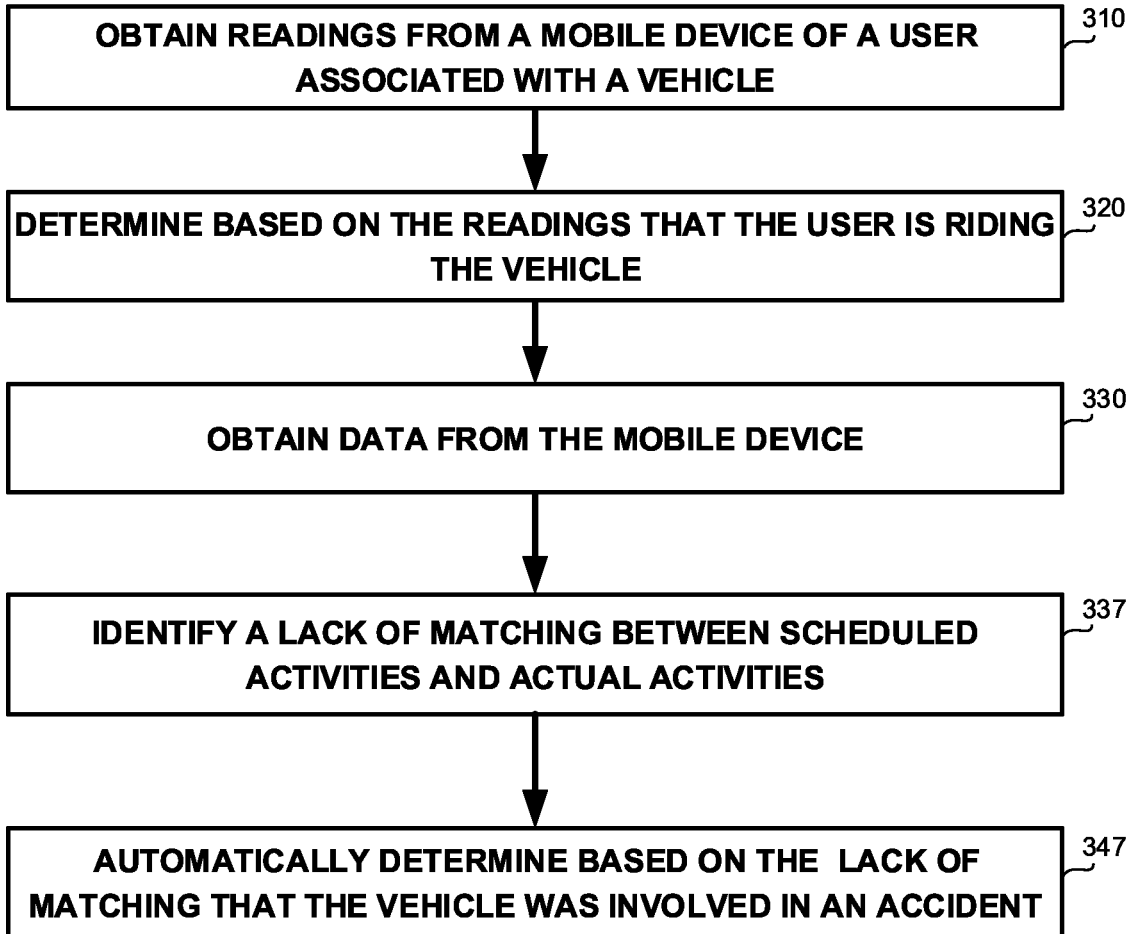 OBTAIN READINGS FROM A MOBILE DEVICE OF A USER
ASSOCIATED WITH A VEHICLE
310
DETERMINE BASED ON THE READINGS THAT THE USER IS RIDING
THE VEHICLE
320
OBTAIN DATA FROM THE MOBILE DEVICE
330
IDENTIFY A LACK OF MATCHING BETWEEN SCHEDULED
ACTIVITIES AND ACTUAL ACTIVITIES
337
AUTOMATICALLY DETERMINE BASED ON THE LACK OF
MATCHING THAT THE VEHICLE WAS INVOLVED IN AN ACCIDENT
347